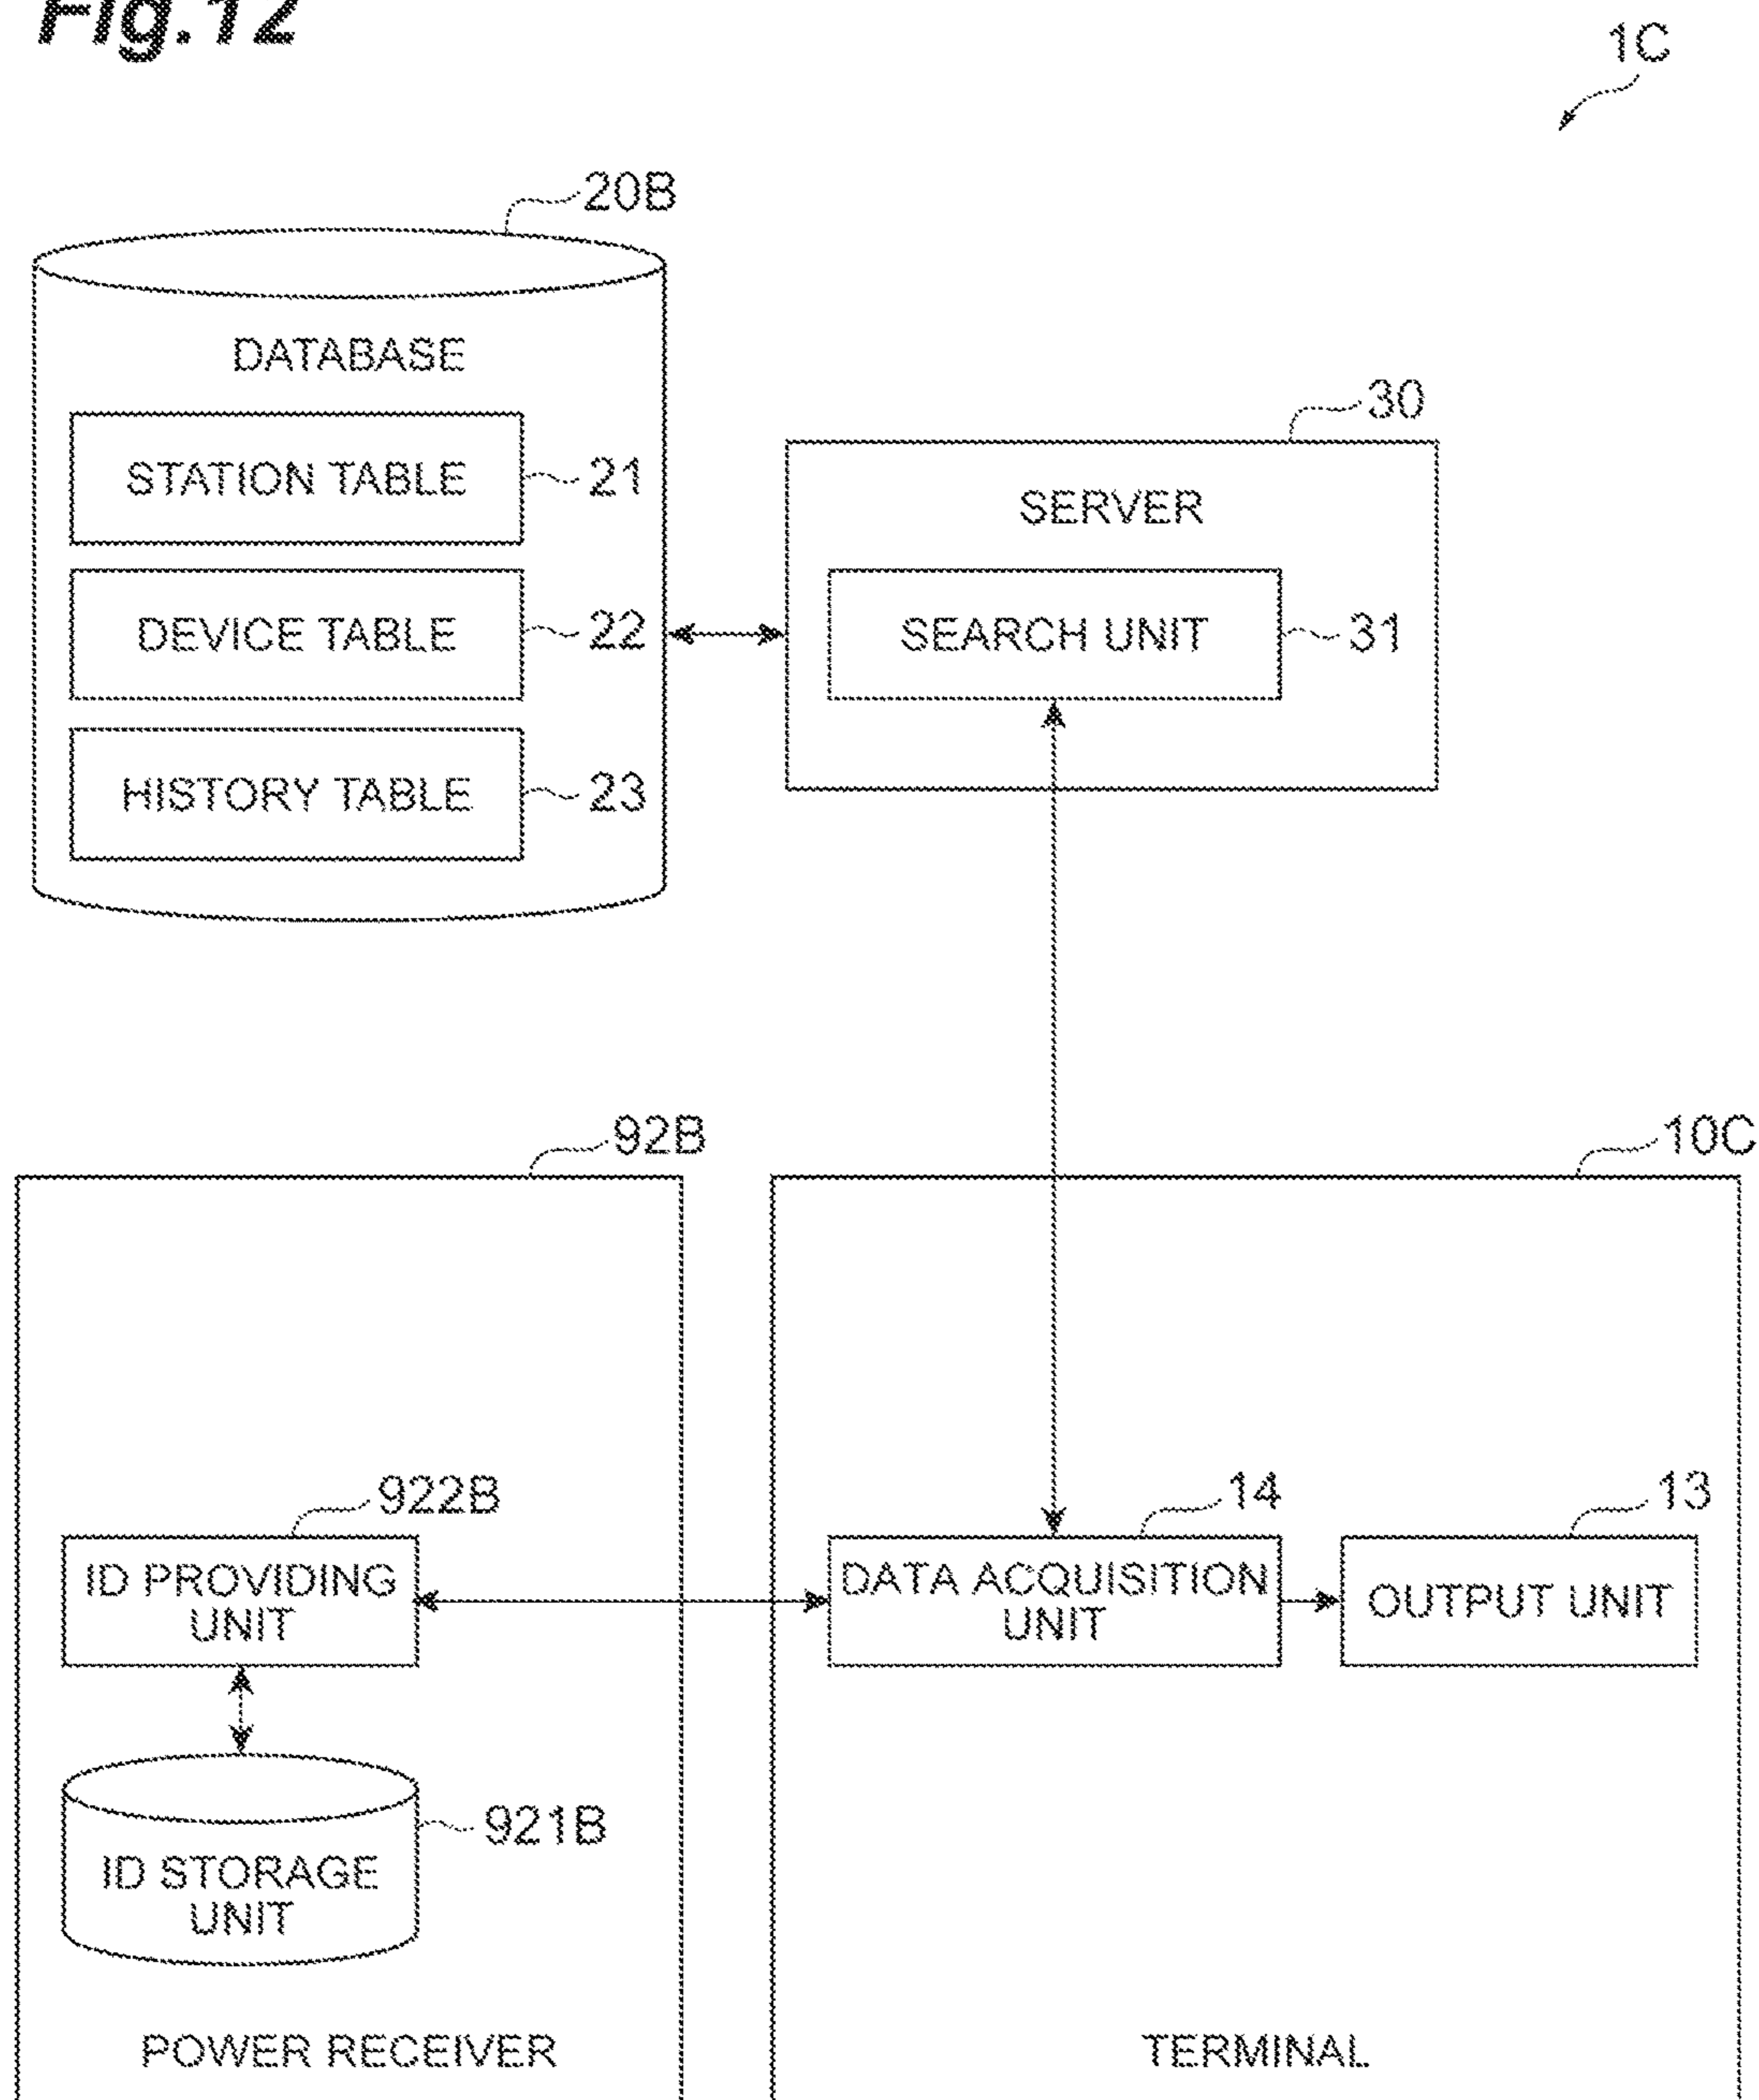 Fig.12
1C
20B
DATABASE
STATION TABLE
21
DEVICE TABLE
22
HISTORY TABLE
23
30
SERVER
SEARCH UNIT
31
92B
10C
922B
ID PROVIDING
UNIT
14
DATA ACQUISITION
UNIT
13
OUTPUT UNIT
921B
ID STORAGE
UNIT
POWER RECEIVER
TERMINAL